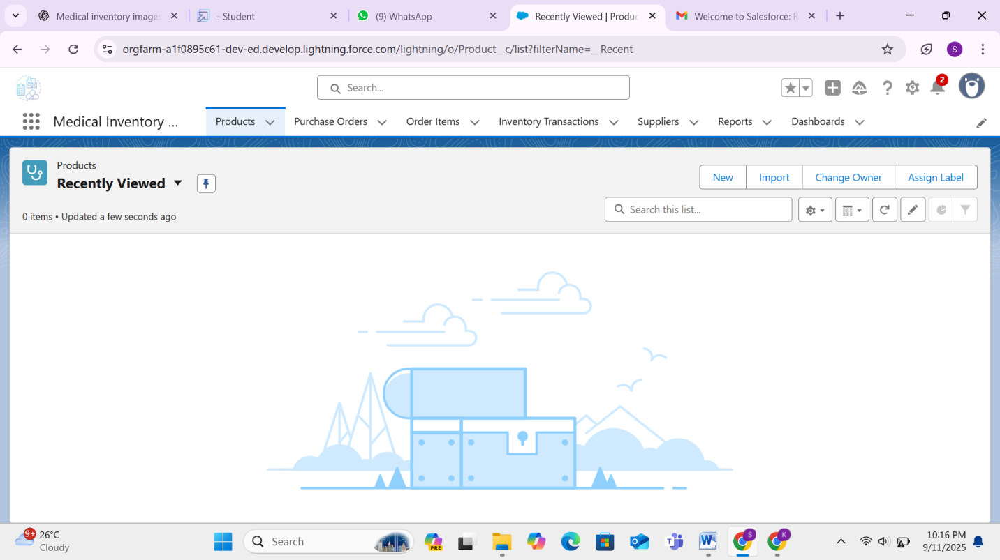 Medical inventory images
- Student
(9) WhatsApp
Recently Viewed | Produc
Welcome to Salesforce: R
orgfarm-a1f0895c61-dev-ed.develop.lightning.force.com/lightning/o/Product__c/list?filterName=__Recent
S
Search...
2
Medical Inventory ...
Products
Purchase Orders
Order Items
Inventory Transactions
Suppliers
Reports
Dashboards
Products
Recently Viewed
New
Import
Change Owner
Assign Label
0 items • Updated a few seconds ago
Search this list...
9+
26°C
Cloudy
Search
PRE
S
K
10:16 PM
9/11/2025